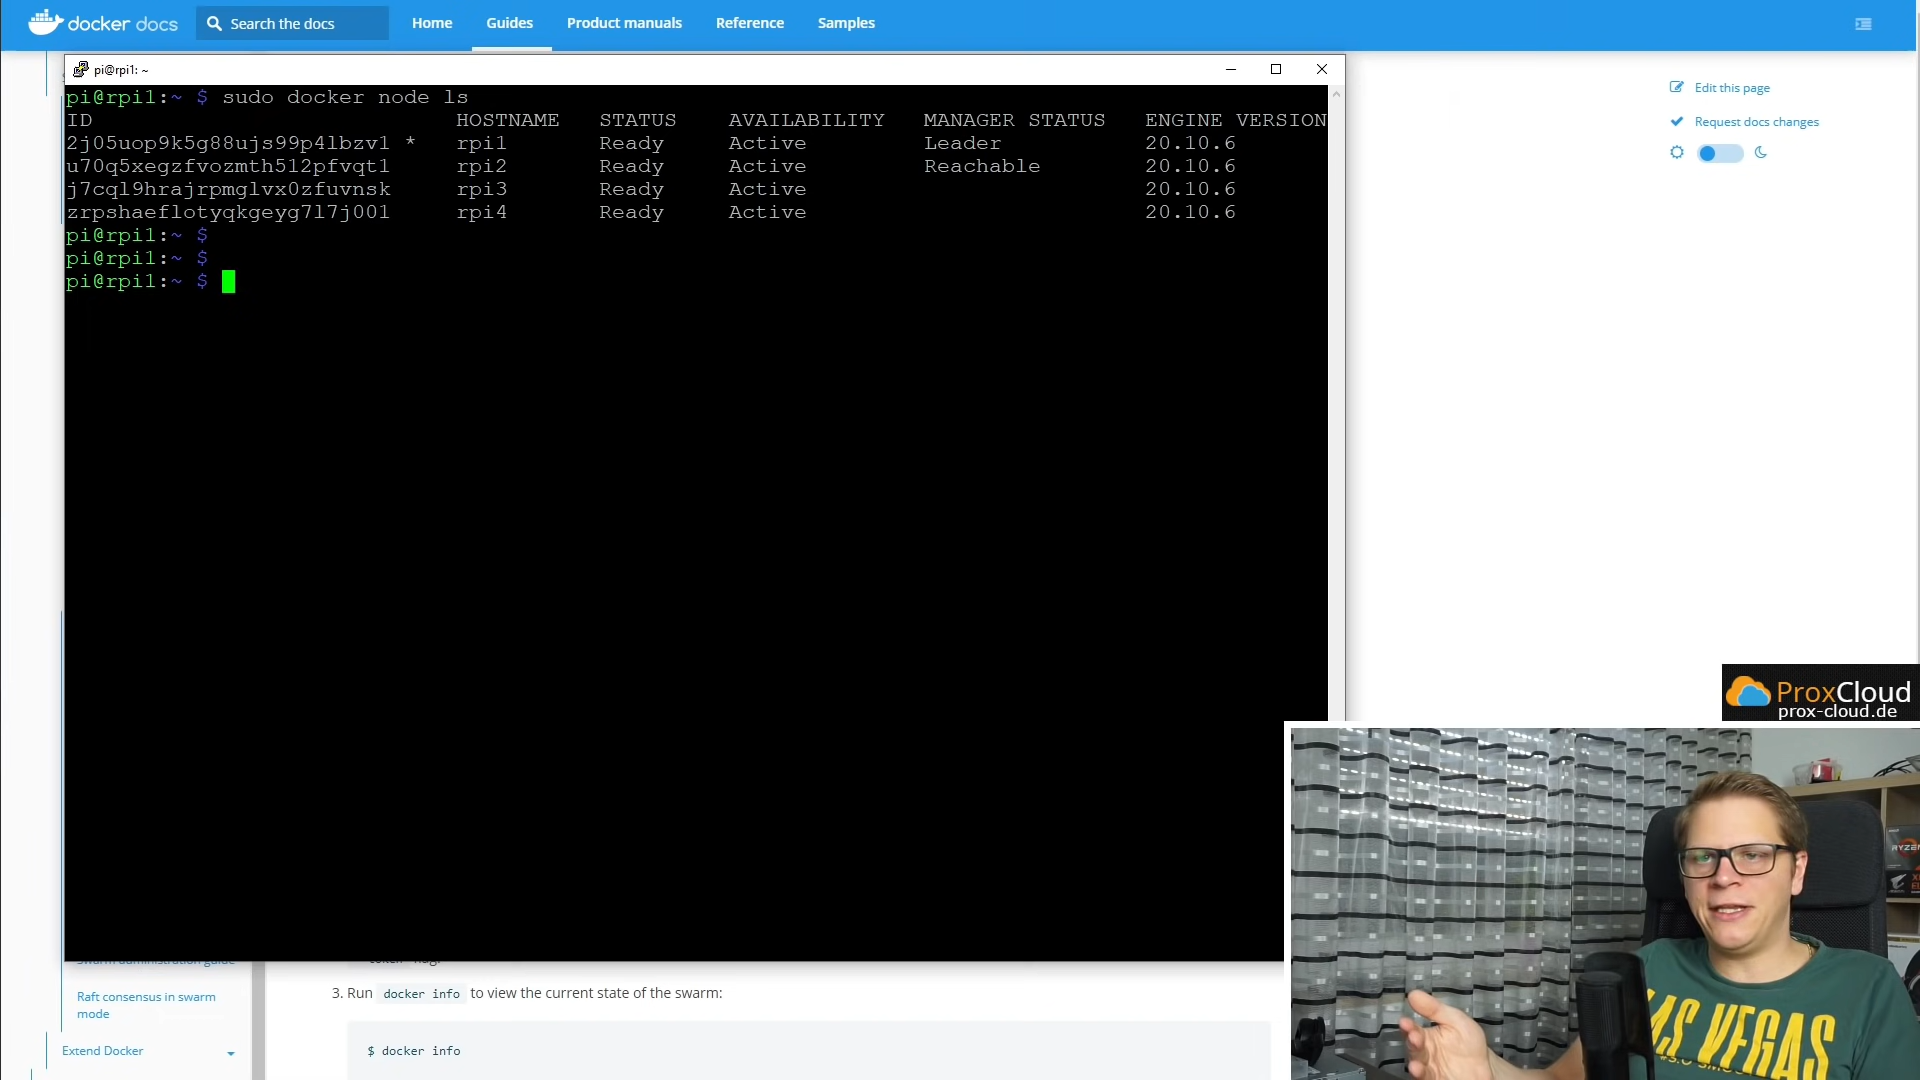 docker docs
Search the docs
Home
Guides
Product manuals
Reference
Samples
pi@rpi1: ~
Edit this page
Request docs changes
pi@rpi1:~ $ sudo docker node ls
ID HOSTNAME STATUS AVAILABILITY MANAGER STATUS ENGINE VERSION
2j05uop9k5g88ujs99p4lbzv1 * rpi1 Ready Active Leader 20.10.6
u70q5xegzfvozmth512pfvqt1 rpi2 Ready Active Reachable 20.10.6
j7cql9hrajrpmglvx0zfuvnsk rpi3 Ready Active 20.10.6
zrpshaeflotyqkgeyg7l7j001 rpi4 Ready Active 20.10.6
pi@rpi1:~ $
pi@rpi1:~ $
pi@rpi1:~ $
ProxCloud
prox-cloud.de
Raft consensus in swarm
mode
Extend Docker
3. Run docker info to view the current state of the swarm:
$ docker info
RYZEN
LAS VEGAS